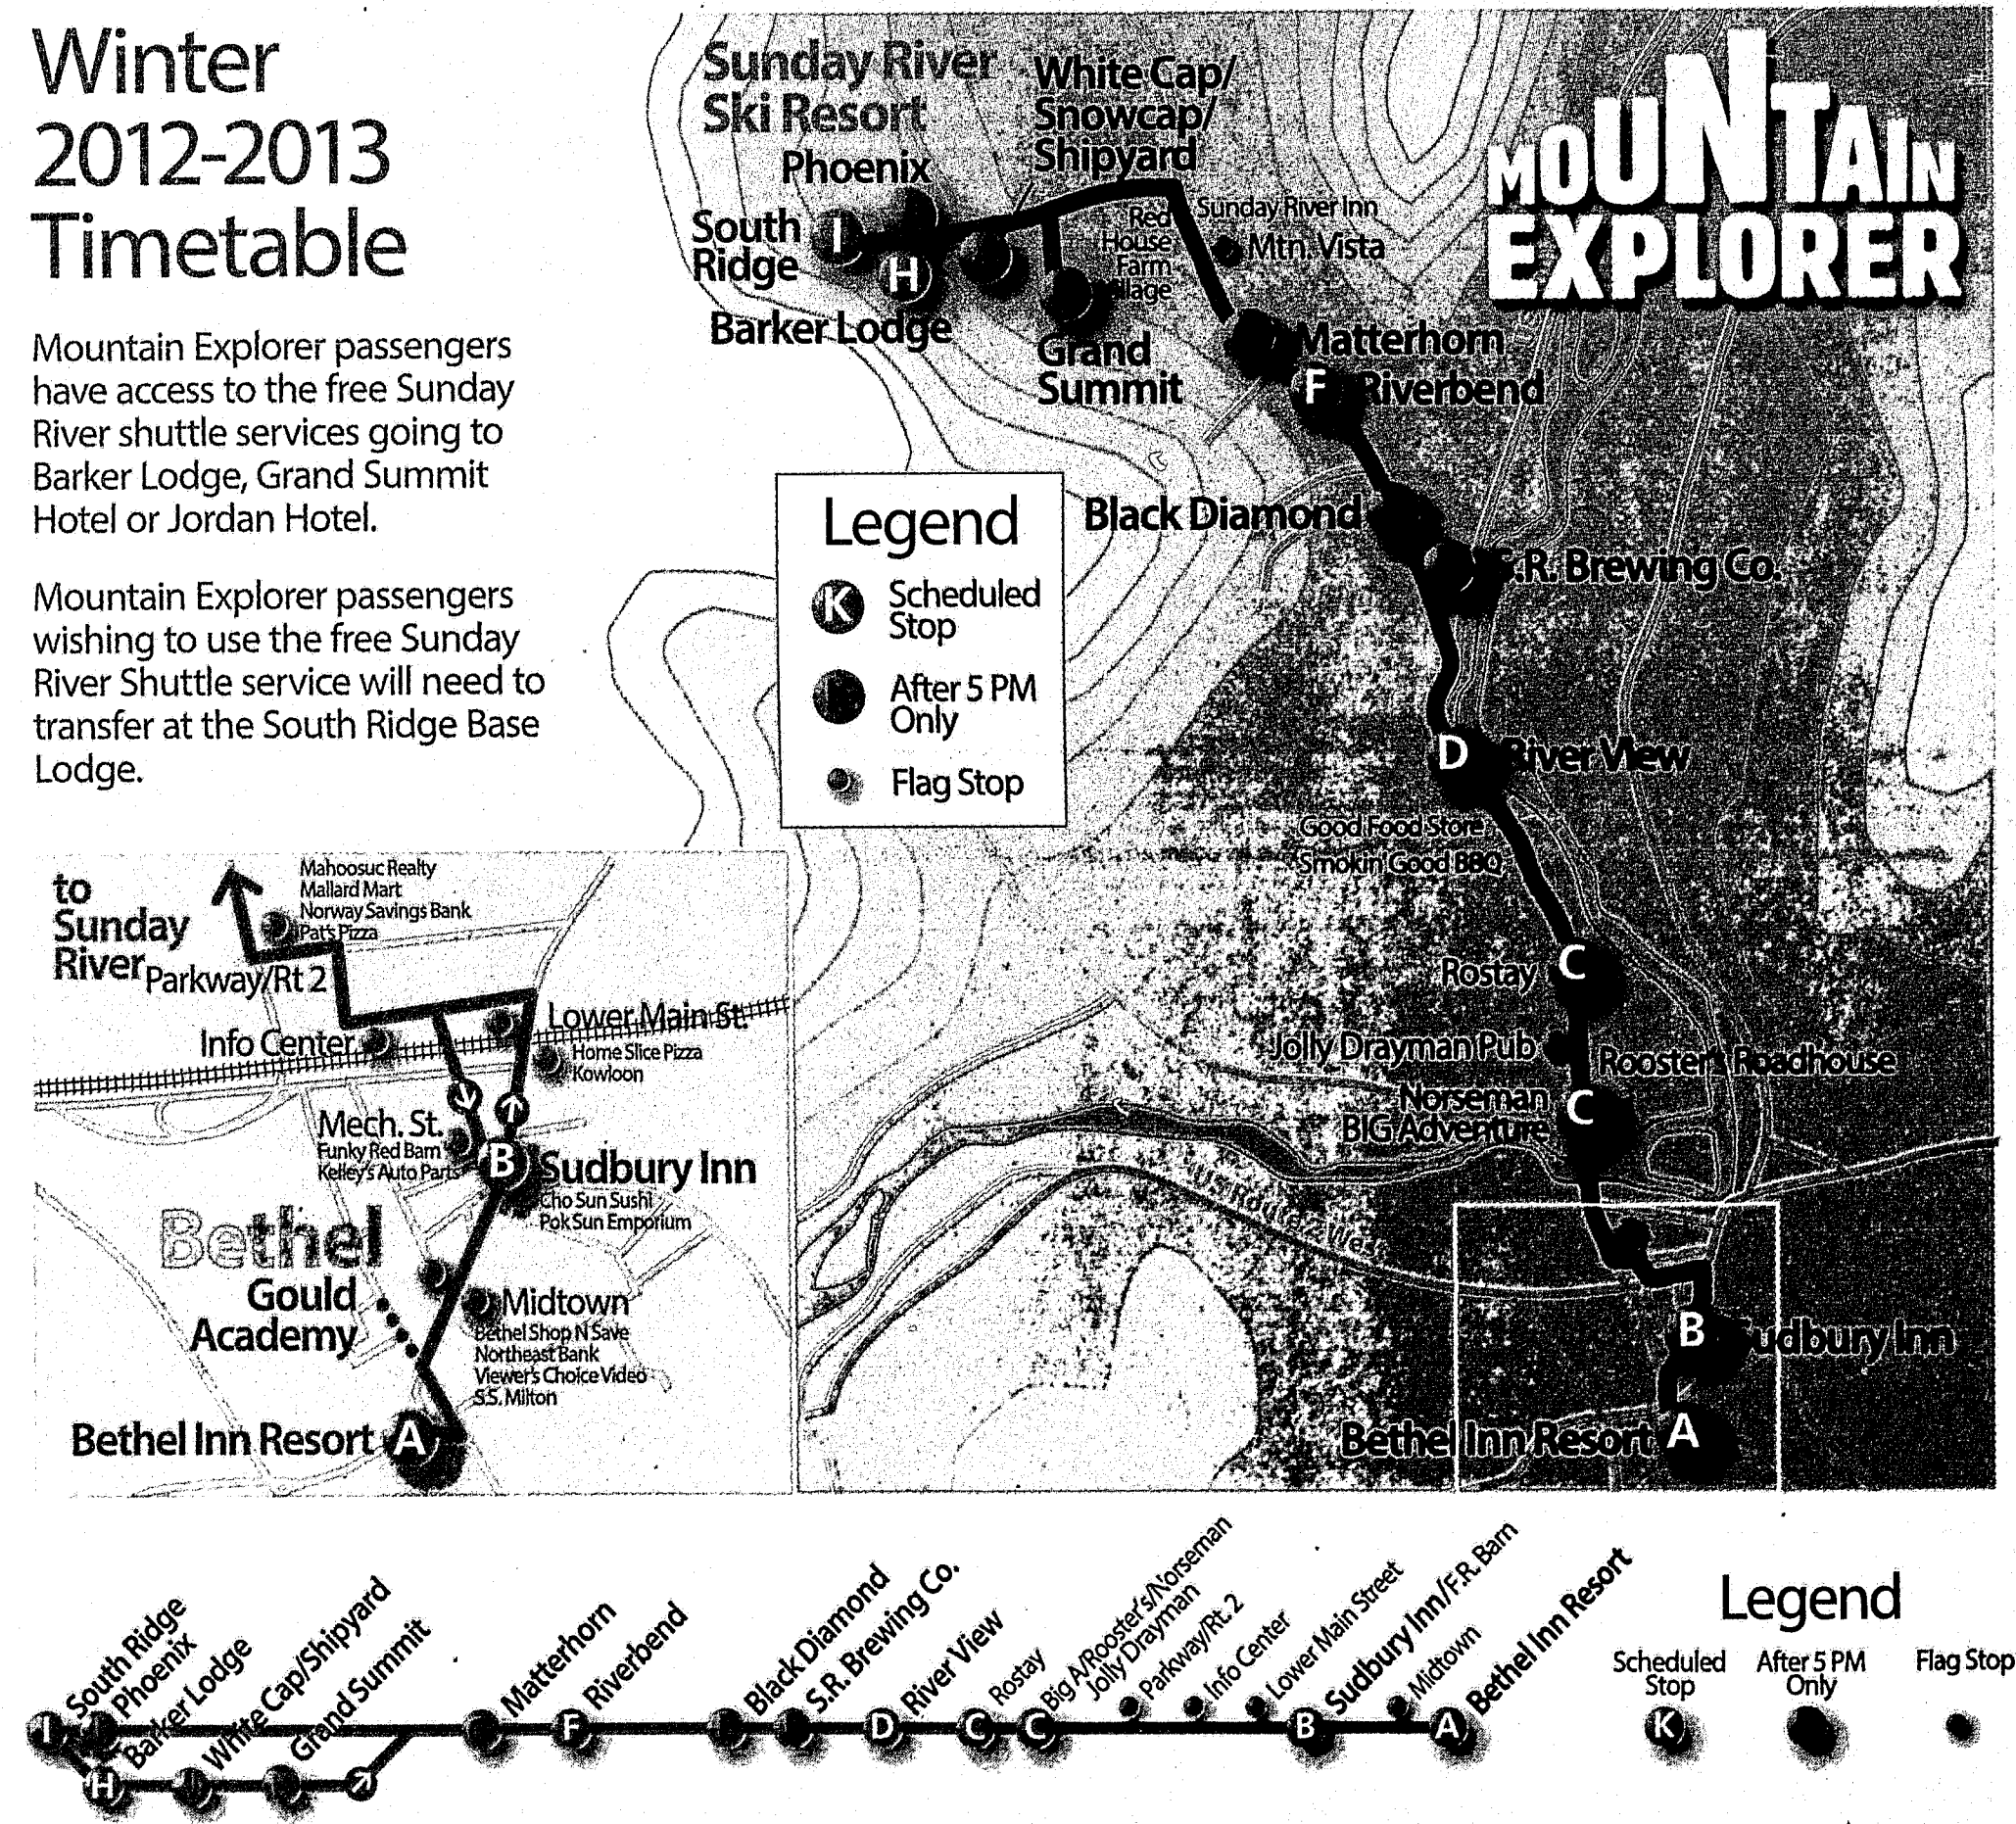 Winter
2012-2013
Timetable
Mountain Explorer passengers
have access to the free Sunday
River shuttle services going to
Barker Lodge, Grand Summit
Hotel or Jordan Hotel.
Mountain Explorer passengers
wishing to use the free Sunday
River Shuttle service will need to
transfer at the South Ridge Base
Lodge.
MOUNTAIN
EXPLORER
Sunday River
Ski Resort
White Cap/
Snowcap/
Shipyard
Phoenix
South
Ridge
I
H
Barker Lodge
Grand
Summit
Red
House
Farm
Sunday River Inn
Mtn. Vista
Matterhorn
F
Riverbend
Black Diamond
S.R. Brewing Co.
D
River View
Good Food Store
Smokin' Good BBQ
Rostay
C
Jolly Drayman Pub
Rooster's Roadhouse
Norseman
BIG Adventure
C
US Route 2 West
B
Sudbury Inn
Bethel Inn Resort
A
Legend
K
Scheduled
Stop
After 5 PM
Only
Flag Stop
to
Sunday
River
Mahoosuc Realty
Mallard Mart
Norway Savings Bank
Pat's Pizza
Parkway/Rt 2
Info Center
Lower Main St.
Home Slice Pizza
Kowloon
Mech. St.
Funky Red Barn
Kelley's Auto Parts
B
Sudbury Inn
Cho Sun Sushi
Pok Sun Emporium
Bethel
Gould
Academy
Midtown
Bethel Shop N Save
Northeast Bank
Viewer's Choice Video
S.S. Milton
Bethel Inn Resort
A
South Ridge
Phoenix
Barker Lodge
White Cap/Shipyard
Grand Summit
Matterhorn
Riverbend
Black Diamond
S.R. Brewing Co.
River View
Rostay
Big A/Rooster's/Norseman
Jolly Drayman
Parkway/Rt. 2
Info Center
Lower Main Street
Sudbury Inn/F.R. Barn
Midtown
Bethel Inn Resort
I
H
F
D
C
C
B
A
Legend
Scheduled
Stop
K
After 5 PM
Only
Flag Stop